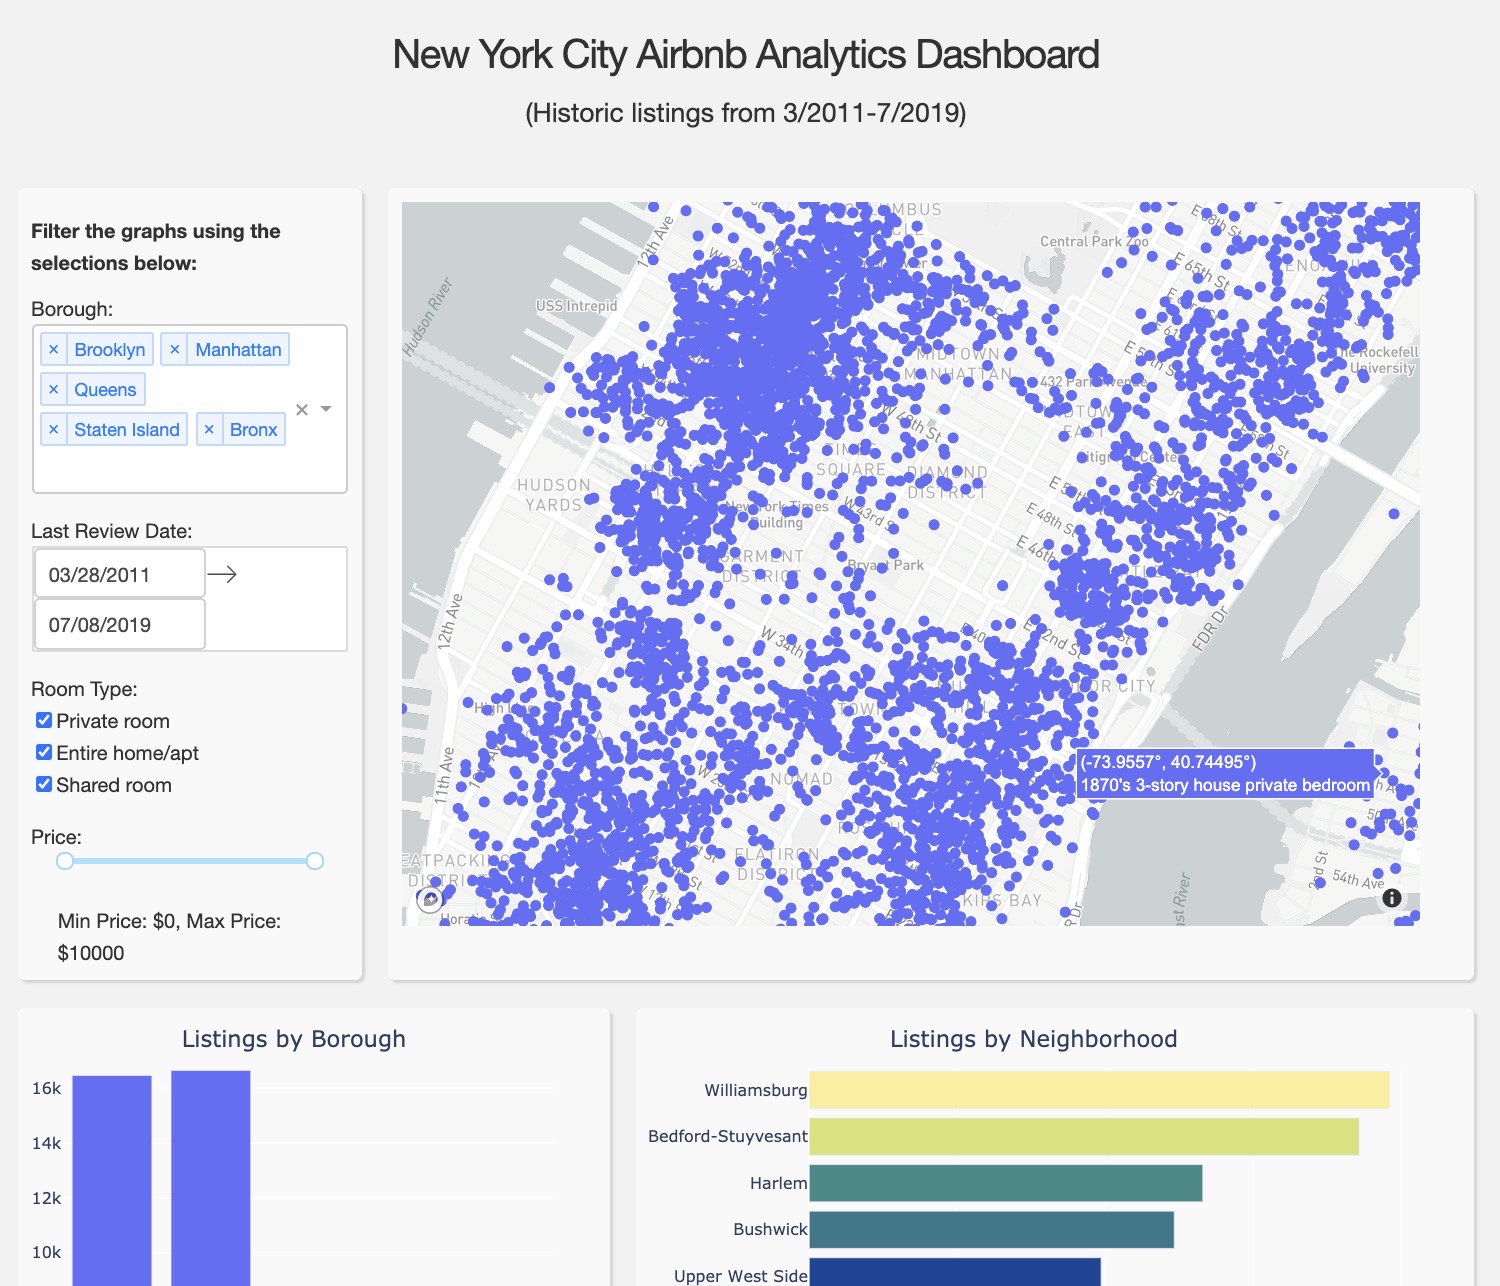 New York City Airbnb Analytics Dashboard
(Historic listings from 3/2011-7/2019)
Filter the graphs using the
selections below:
Borough:
× Brooklyn × Manhattan
× Queens
× Staten Island × Bronx
Last Review Date:
03/28/2011 →
07/08/2019
Room Type:
Private room
Entire home/apt
Shared room
Price:
Min Price: $0, Max Price:
$10000
12th Ave
Central Park Zoo
E 65th St
USS Intrepid
Hudson River
MIDTOWN
MANHATTAN
The Rockefell
University
432 Park Avenue
W 48th St
SQUARE
DIAMOND
DISTRICT
HUDSON
YARDS
New York Times
Building
W 43rd S
E 48th St
E 46th
GARMENT
DISTRICT
Bryant Park
12th Ave
W 34th
E 42nd St
FDR Dr
11th Ave
(-73.9557°, 40.74495°)
1870's 3-story house private bedroom
NOMAD
FLATIRON
EATPACKING
DISTRICT
KIPS BAY
54th Ave
2nd St
ast River
Horatio
Listings by Borough
16k
14k
12k
10k
Listings by Neighborhood
Williamsburg
Bedford-Stuyvesant
Harlem
Bushwick
Upper West Side